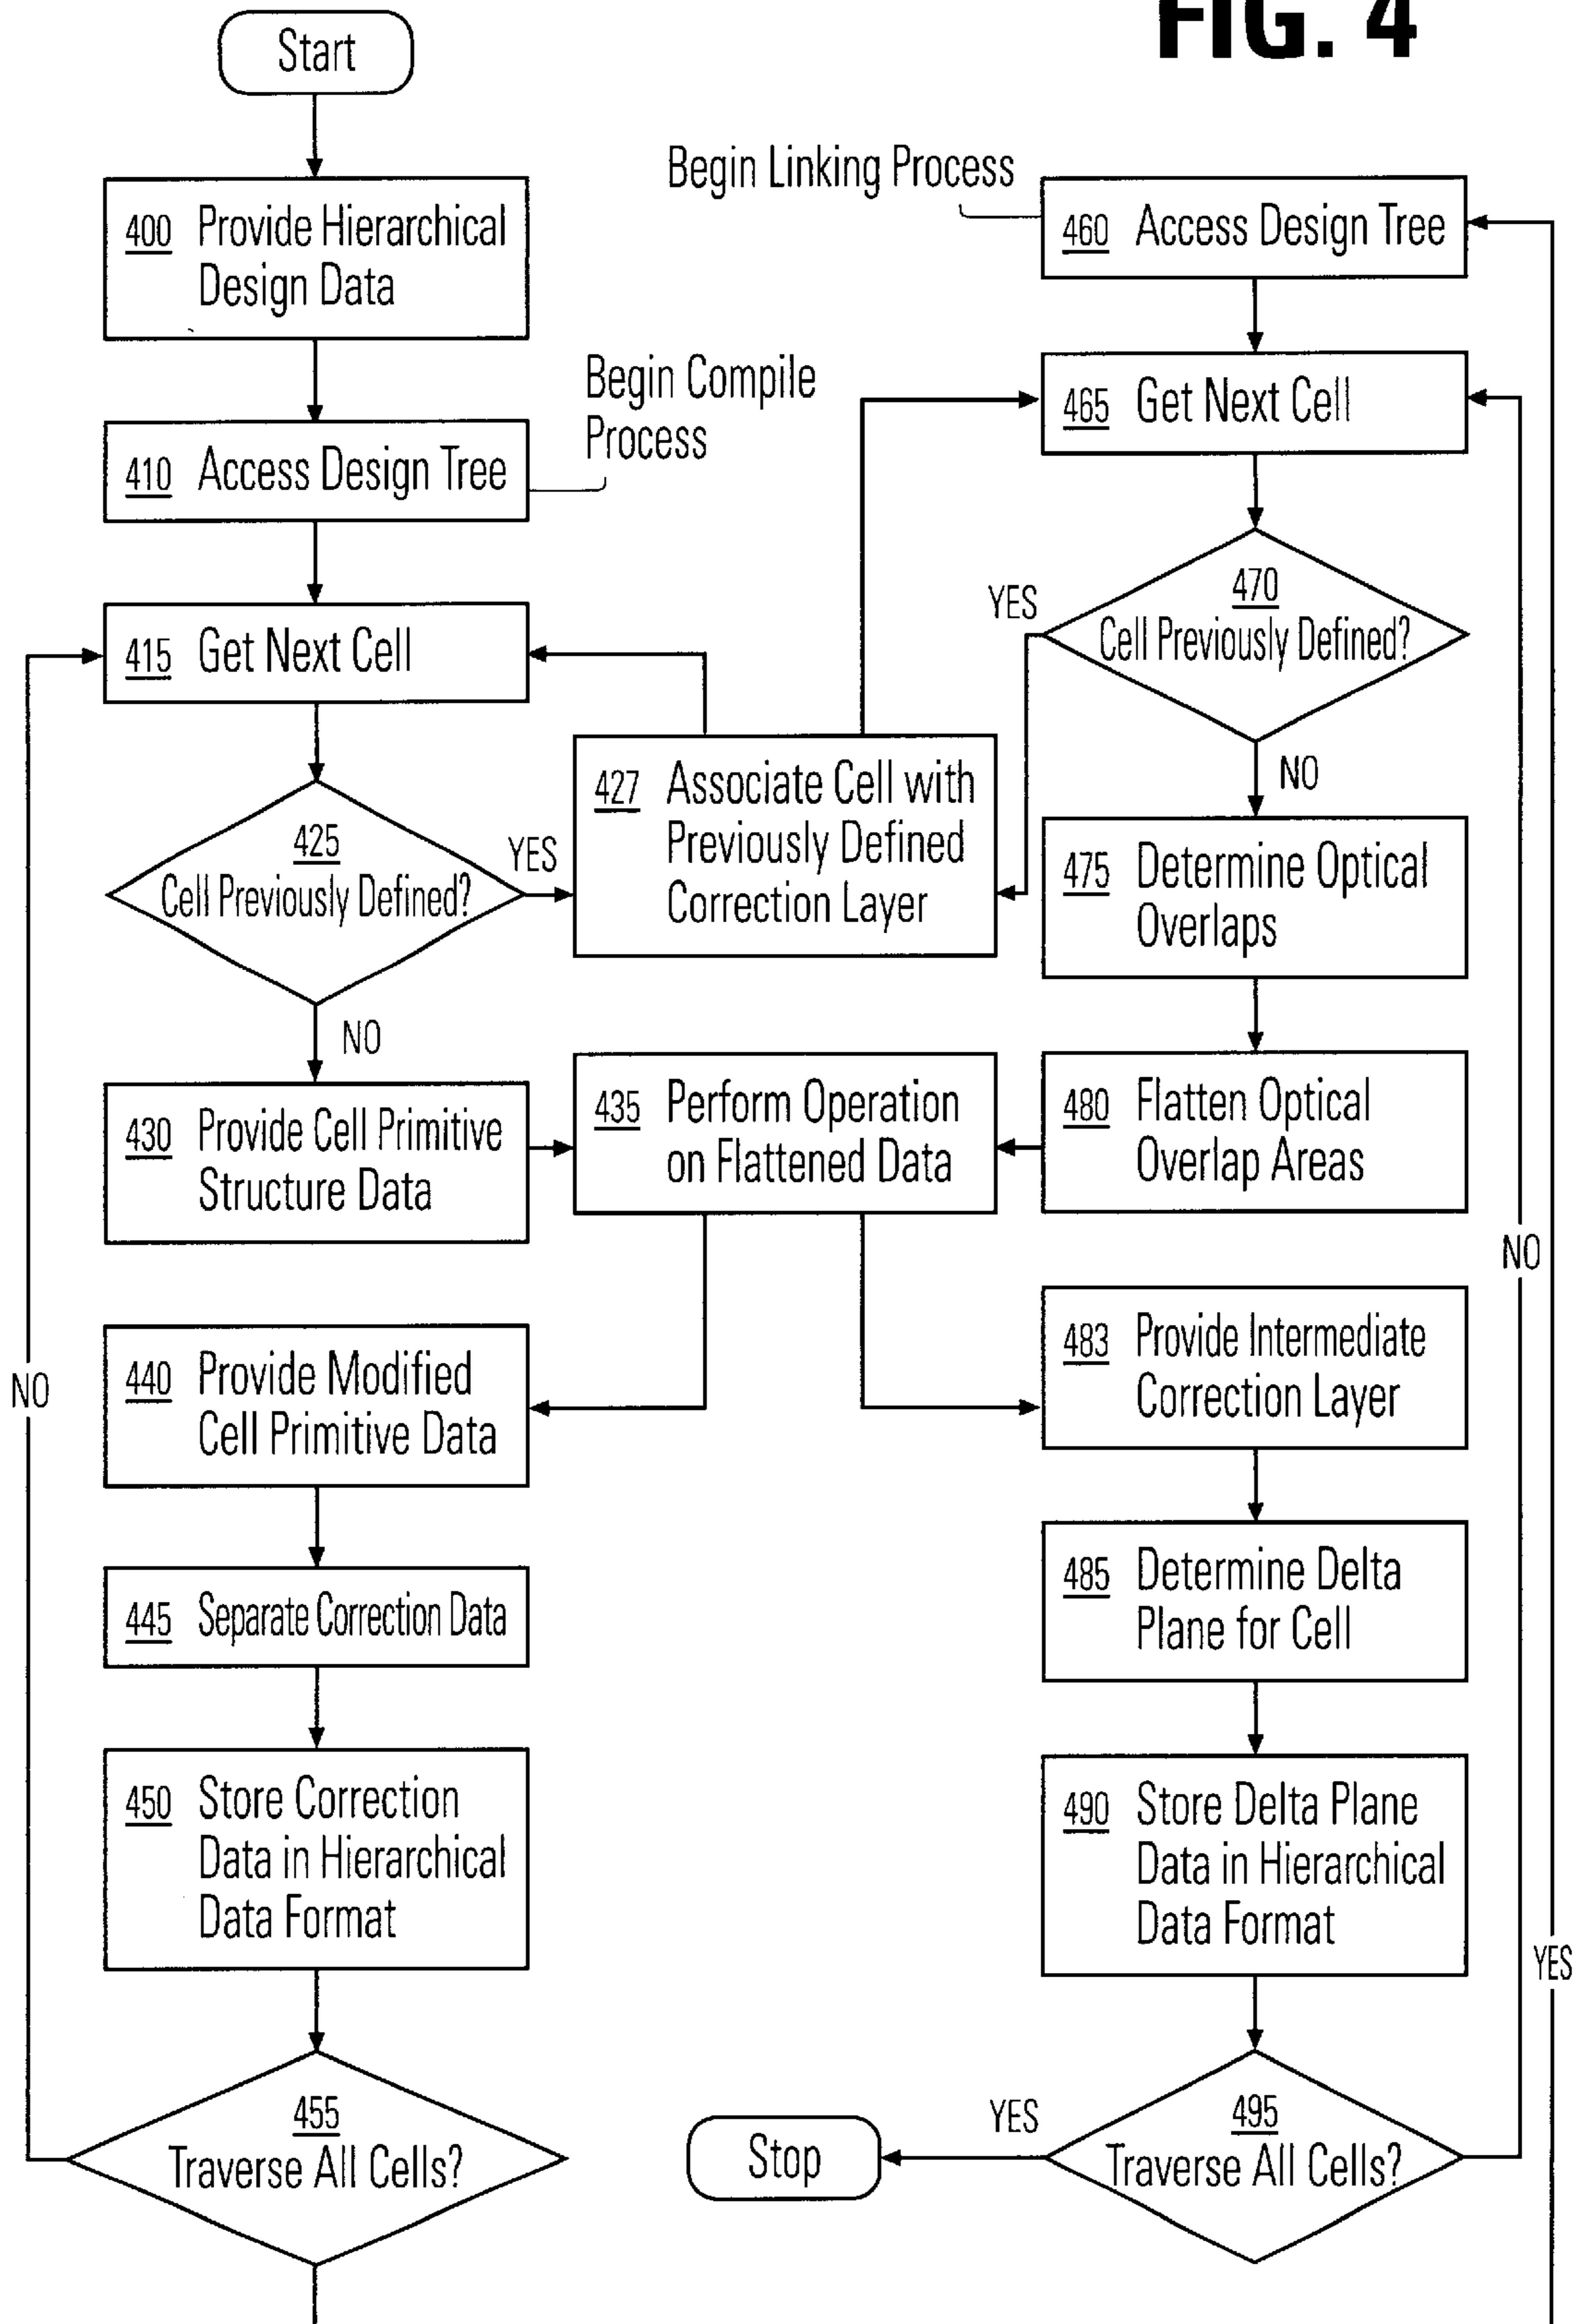 FIG. 4
Start
400 Provide Hierarchical
Design Data
Begin Compile
Process
410 Access Design Tree
415 Get Next Cell
425
Cell Previously Defined?
YES
NO
427 Associate Cell with
Previously Defined
Correction Layer
430 Provide Cell Primitive
Structure Data
435 Perform Operation
on Flattened Data
440 Provide Modified
Cell Primitive Data
445 Separate Correction Data
450 Store Correction
Data in Hierarchical
Data Format
455
Traverse All Cells?
NO
Begin Linking Process
460 Access Design Tree
465 Get Next Cell
470
Cell Previously Defined?
YES
NO
475 Determine Optical
Overlaps
480 Flatten Optical
Overlap Areas
483 Provide Intermediate
Correction Layer
485 Determine Delta
Plane for Cell
490 Store Delta Plane
Data in Hierarchical
Data Format
495
Traverse All Cells?
YES
Stop
NO
YES